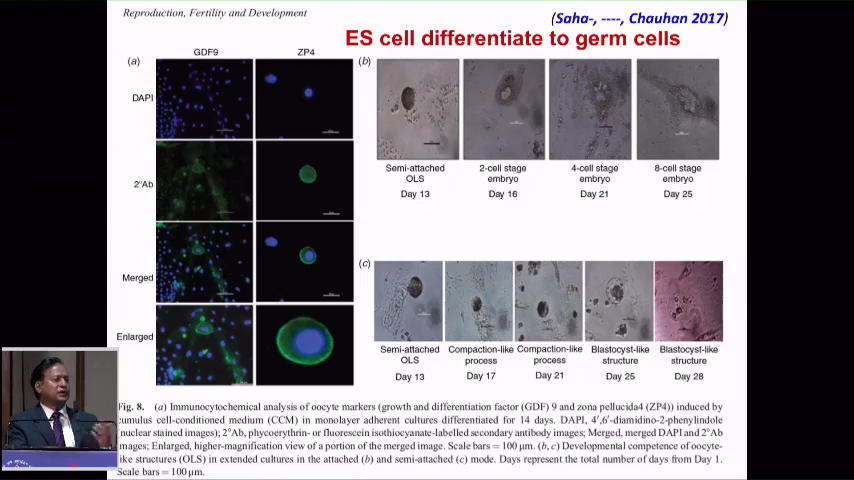 Reproduction, Fertility and Development
(Saha-, ----, Chauhan 2017)
ES cell differentiate to germ cells
(a)
GDF9
ZP4
DAPI
2°Ab
Merged
Enlarged
(b)
Semi-attached OLS
2-cell stage embryo
4-cell stage embryo
8-cell stage embryo
Day 13
Day 16
Day 21
Day 25
(c)
Semi-attached OLS
Compaction-like process
Compaction-like process
Blastocyst-like structure
Blastocyst-like structure
Day 13
Day 17
Day 21
Day 25
Day 28
Fig. 8. (a) Immunocytochemical analysis of oocyte markers (growth and differentiation factor (GDF) 9 and zona pellucida4 (ZP4)) induced by
cumulus cell-conditioned medium (CCM) in monolayer adherent cultures differentiated for 14 days. DAPI, 4′,6′-diamidino-2-phenylindole
nuclear stained images); 2°Ab, phycoerythrin- or fluorescein isothiocyanate-labelled secondary antibody images; Merged, merged DAPI and 2°Ab
images; Enlarged, higher-magnification view of a portion of the merged image. Scale bars = 100 μm. (b, c) Developmental competence of oocyte-
like structures (OLS) in extended cultures in the attached (b) and semi-attached (c) mode. Days represent the total number of days from Day 1.
Scale bars = 100 μm.